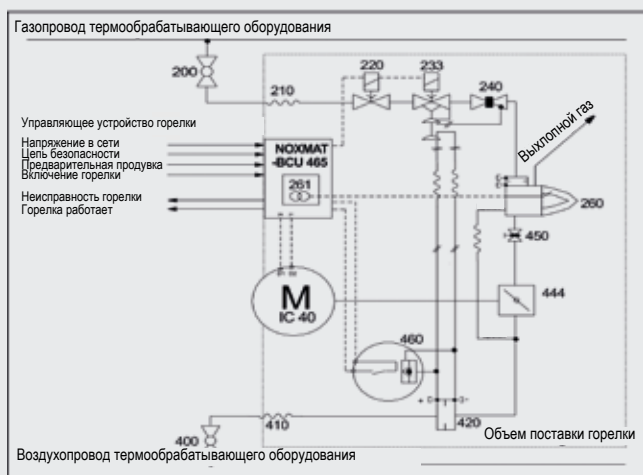 Газопровод термообрабатывающего оборудования
200
210
220
233
240
Выхлопной газ
Управляющее устройство горелки
Напряжение в сети
Цепь безопасности
Предварительная продувка
Включение горелки
Неисправность горелки
Горелка работает
NOXMAT
-BCU 465
261
260
450
444
M
IC 40
460
+
-
420
410
400
Объем поставки горелки
Воздухопровод термообрабатывающего оборудования